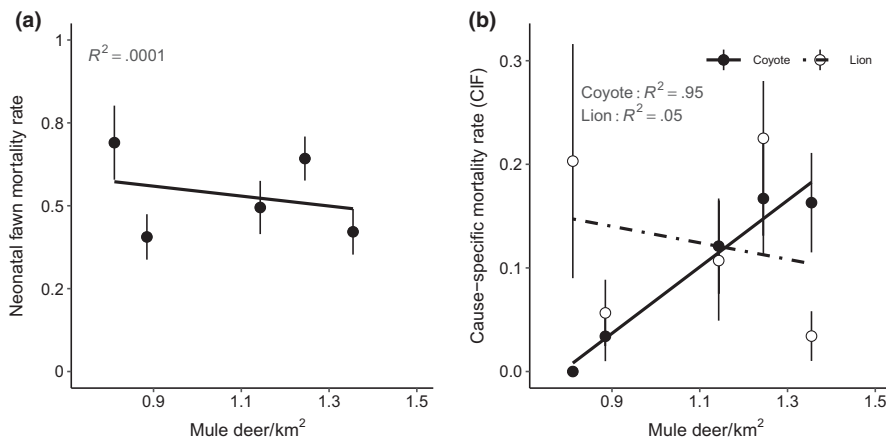 (a)
1
0.8
0.5
0.2
0
Neonatal fawn mortality rate
R² = .0001
0.9
1.1
1.3
1.5
Mule deer/km²
(b)
0.3
0.2
0.1
0.0
Cause-specific mortality rate (CIF)
Coyote
Lion
Coyote : R² = .95
Lion : R² = .05
0.9
1.1
1.3
1.5
Mule deer/km²